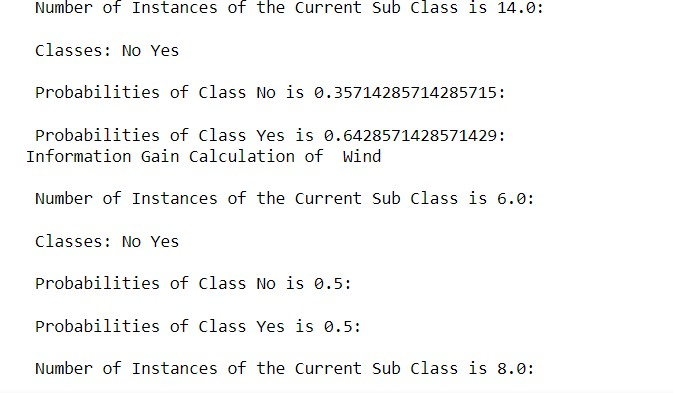 Number of Instances of the Current Sub Class is 14.0:
Classes: No Yes
Probabilities of Class No is 0.35714285714285715:
Probabilities of Class Yes is 0.6428571428571429:
Information Gain Calculation of  Wind
Number of Instances of the Current Sub Class is 6.0:
Classes: No Yes
Probabilities of Class No is 0.5:
Probabilities of Class Yes is 0.5:
Number of Instances of the Current Sub Class is 8.0: